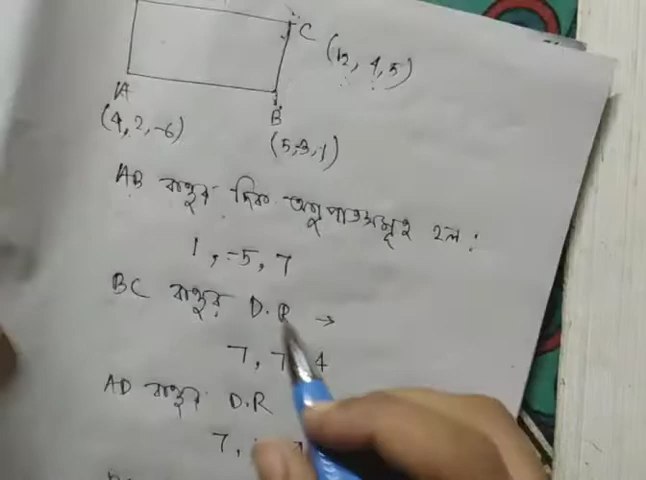 C (12, 4, 5)
A
B
(4, 2, -6)
(5, -3, 1)
AB বাহুর দিক অনুপাতসমূহ হল :
1, -5, 7
BC বাহুর D.R →
7, 7 4
AD বাহুর D.R
7,